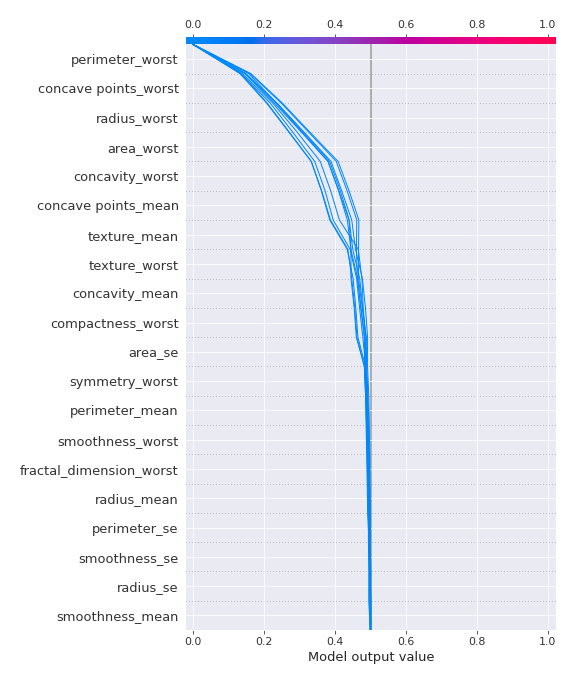 0.0 0.2 0.4 0.6 0.8 1.0
perimeter_worst
concave points_worst
radius_worst
area_worst
concavity_worst
concave points_mean
texture_mean
texture_worst
concavity_mean
compactness_worst
area_se
symmetry_worst
perimeter_mean
smoothness_worst
fractal_dimension_worst
radius_mean
perimeter_se
smoothness_se
radius_se
smoothness_mean
0.0 0.2 0.4 0.6 0.8 1.0
Model output value